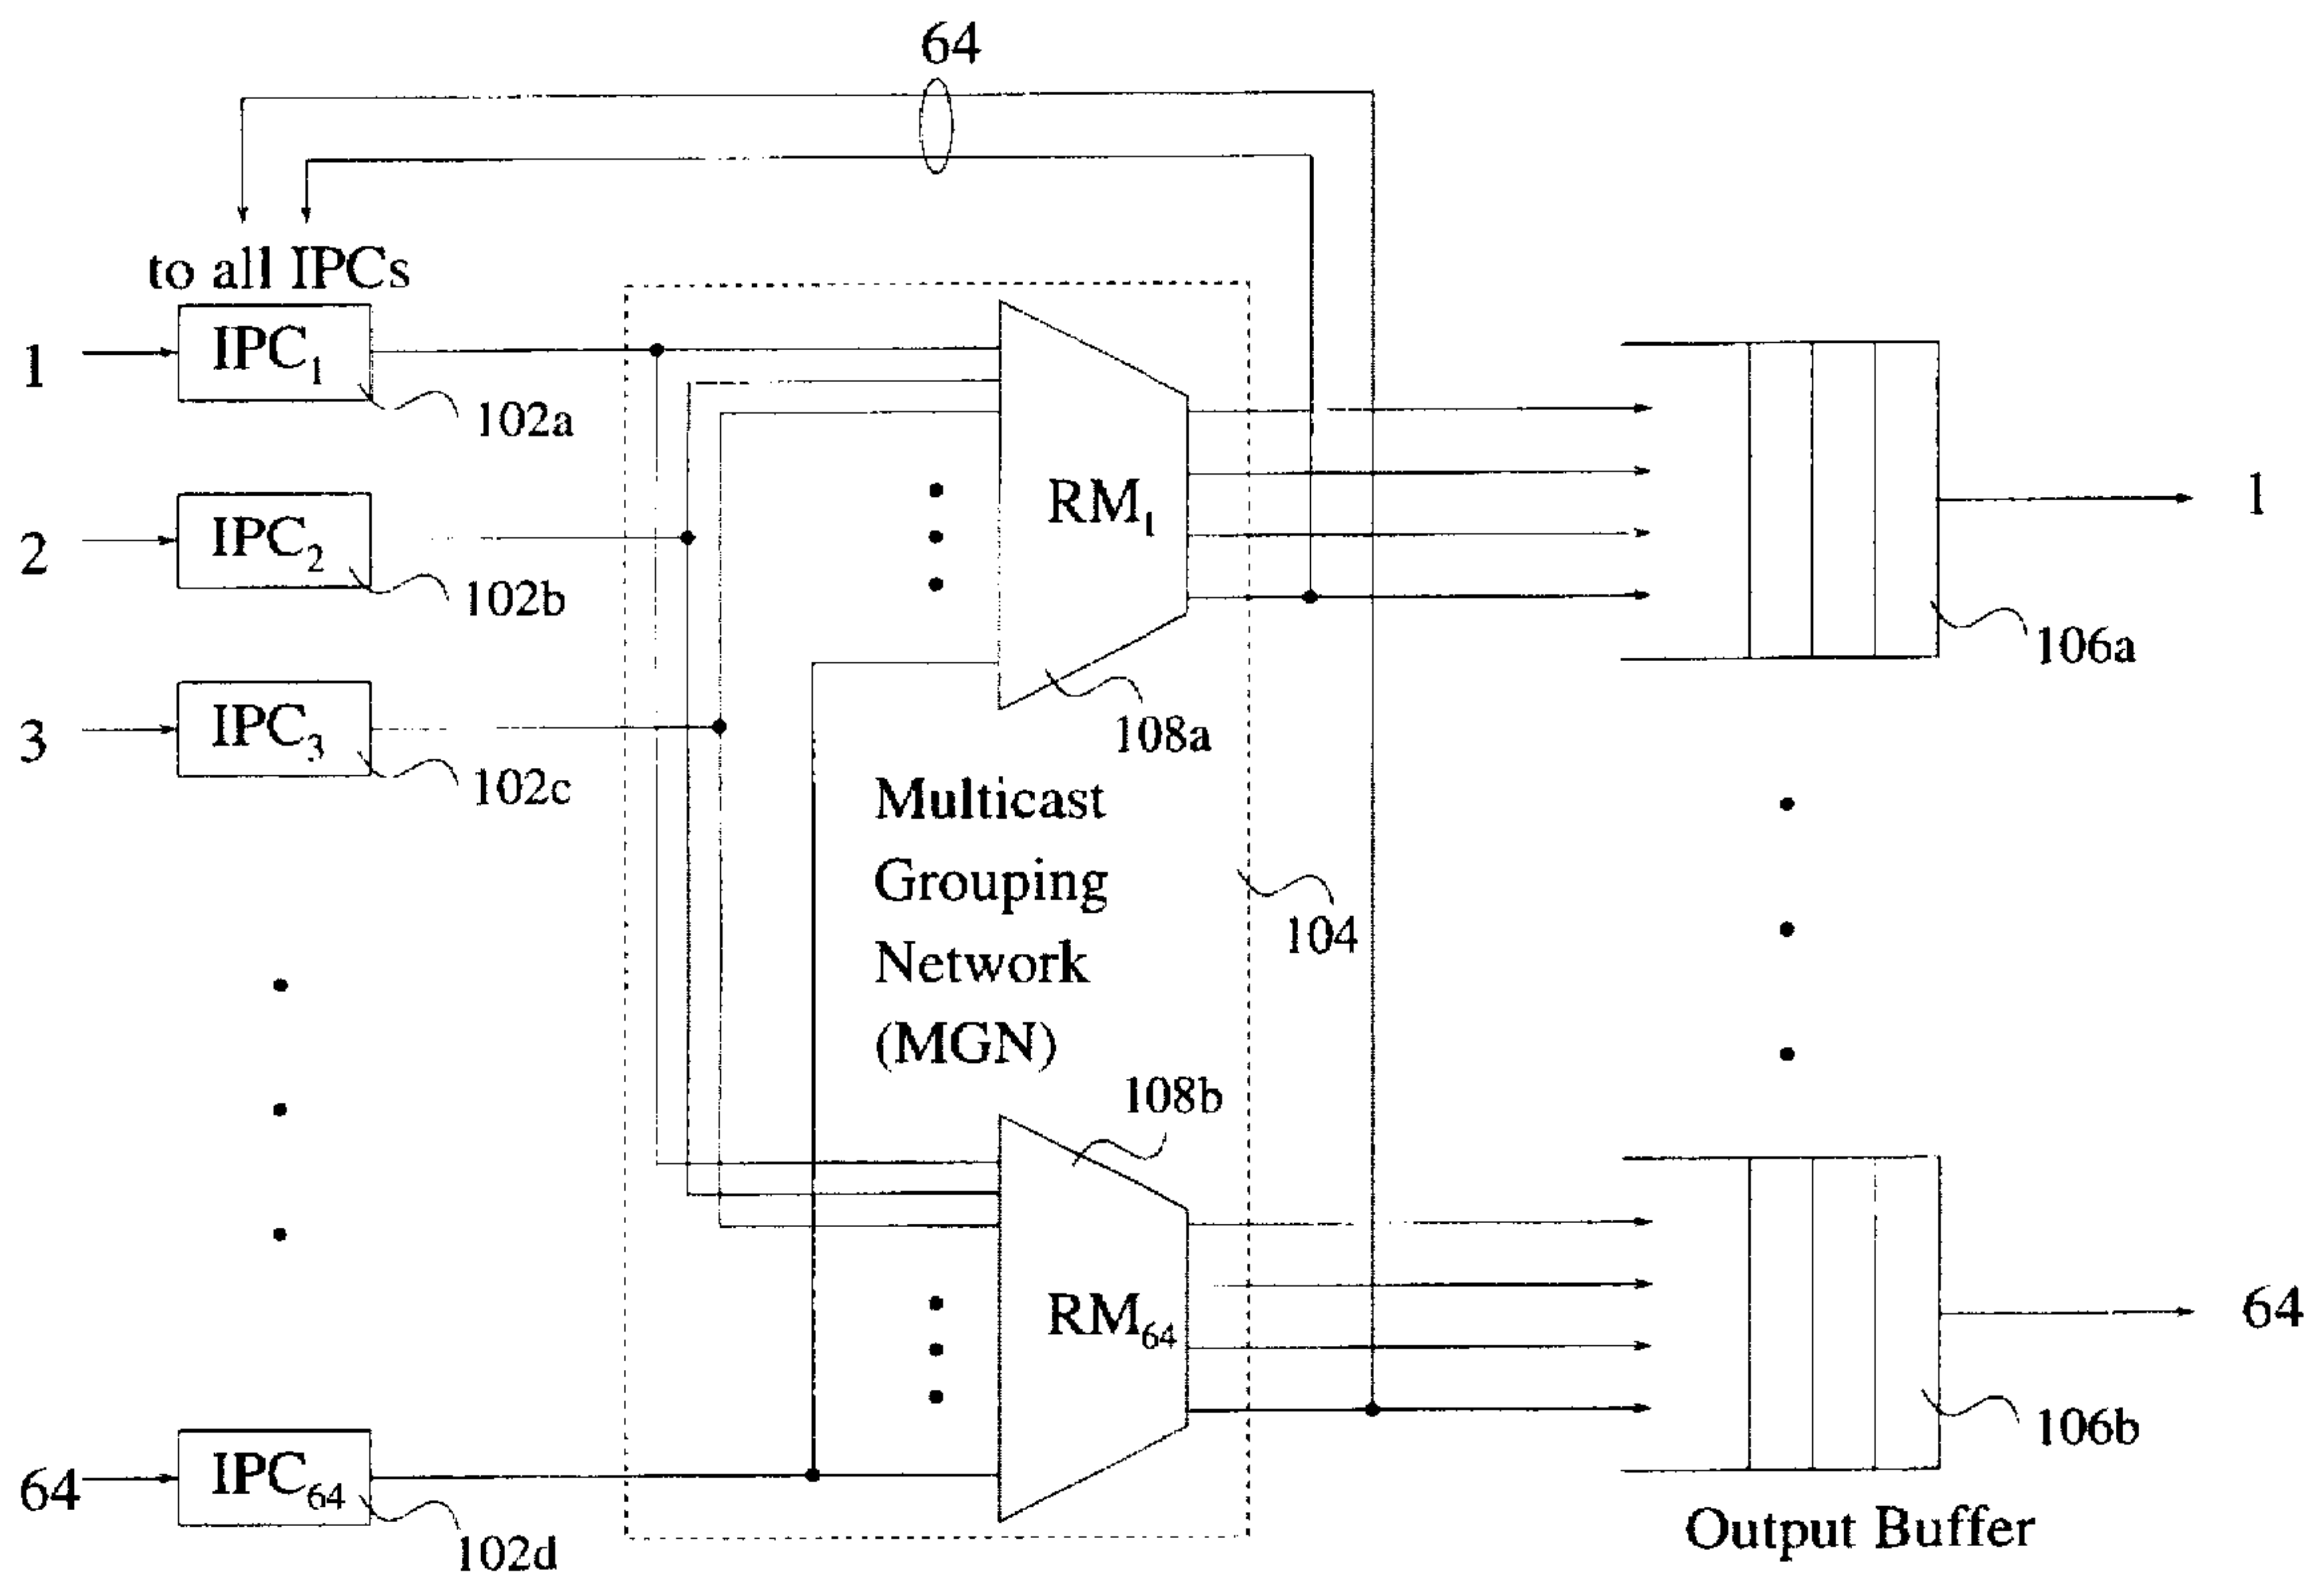 64
to all IPCs
1
IPC1
102a
2
IPC2
102b
3
IPC3
102c
64
IPC64
102d
RM1
108a
Multicast
Grouping
Network
(MGN)
104
108b
RM64
1
106a
64
106b
Output Buffer